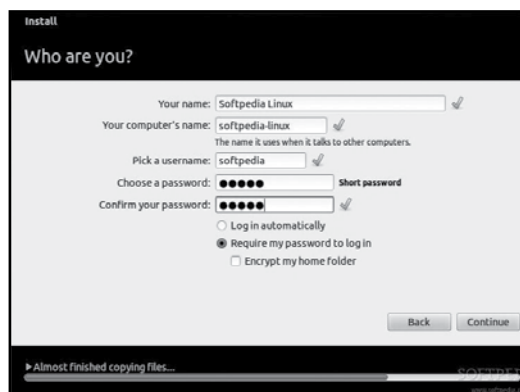 Install
Who are you?
Your name: Softpedia Linux
Your computer's name: softpedia-linux
The name it uses when it talks to other computers.
Pick a username: softpedia
Choose a password: ●●●●● Short password
Confirm your password: ●●●●●
Log in automatically
Require my password to log in
Encrypt my home folder
Back Continue
Almost finished copying files...